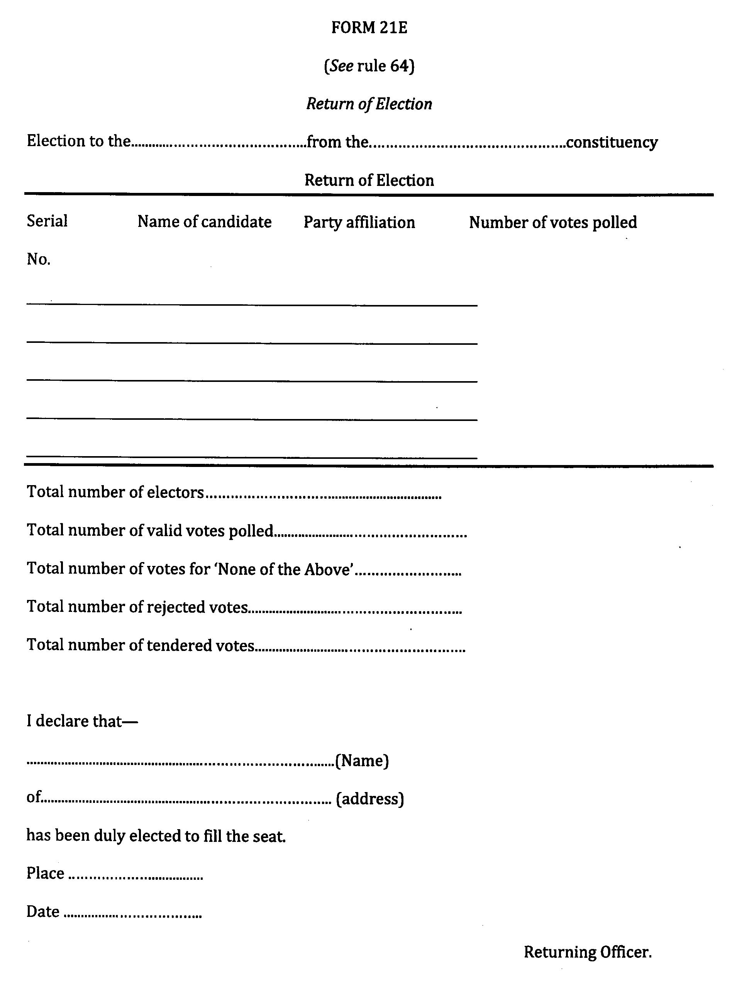 FORM 21E
(See rule 64)
Return of Election
Election to the............................................from the................................................constituency
Return of Election
Serial Name of candidate Party affiliation Number of votes polled
No.
Total number of electors............................................................
Total number of valid votes polled..................................................
Total number of votes for ‘None of the Above’..........................
Total number of rejected votes......................................................
Total number of tendered votes......................................................
I declare that—
................................................................................(Name)
of............................................................................ (address)
has been duly elected to fill the seat.
Place ....................................
Date .....................................
Returning Officer.